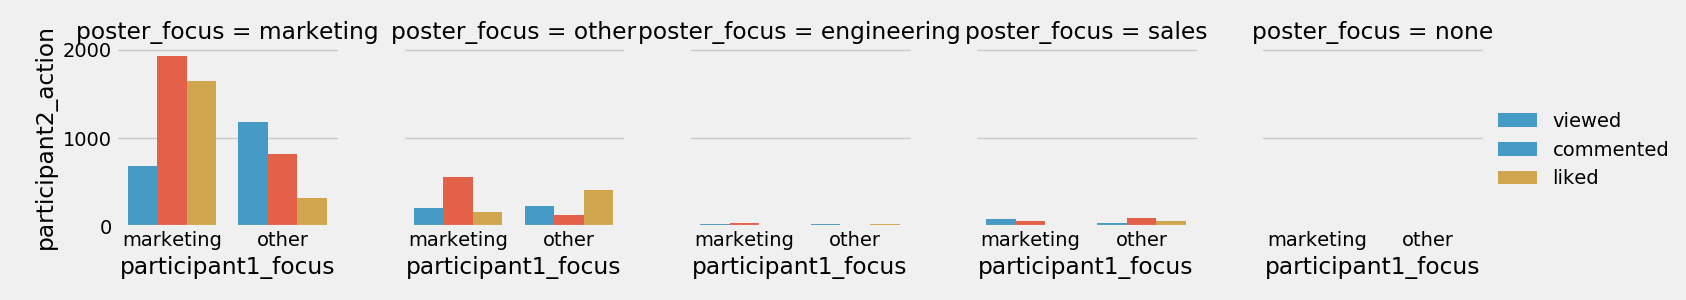 poster_focus = marketing
poster_focus = other
poster_focus = engineering
poster_focus = sales
poster_focus = none
participant2_action
2000
1000
0
marketing
other
marketing
other
marketing
other
marketing
other
marketing
other
participant1_focus
participant1_focus
participant1_focus
participant1_focus
participant1_focus
viewed
commented
liked